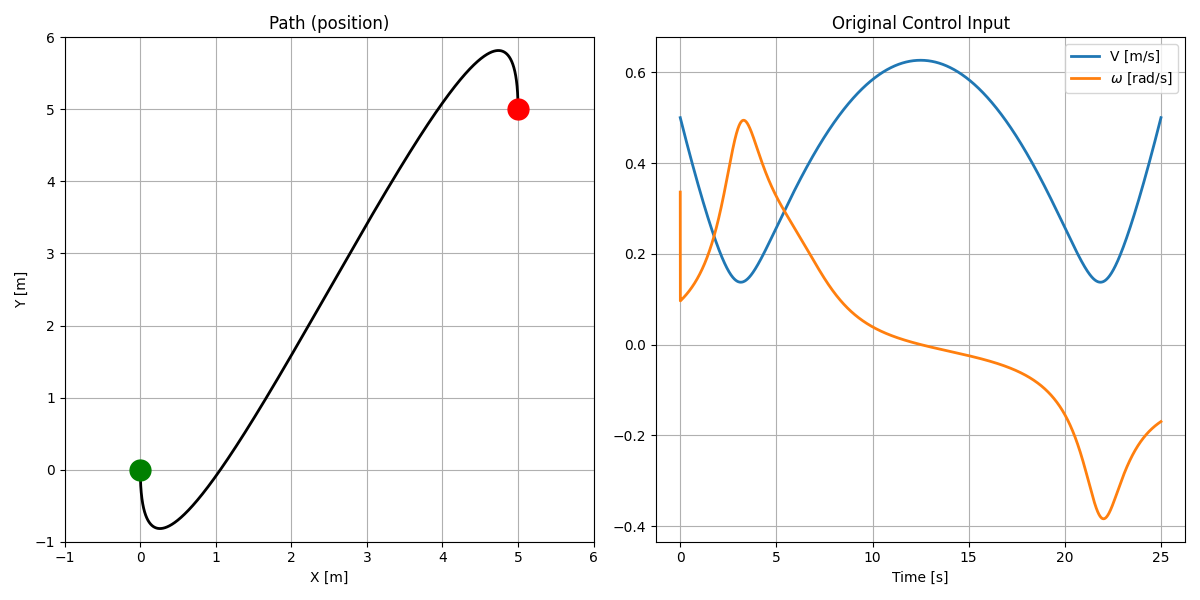 Path (position)
6
5
4
3
2
1
0
−1
Y [m]
−1 0 1 2 3 4 5 6
X [m]
Original Control Input
V [m/s]
ω [rad/s]
0.6
0.4
0.2
0.0
−0.2
−0.4
0 5 10 15 20 25
Time [s]